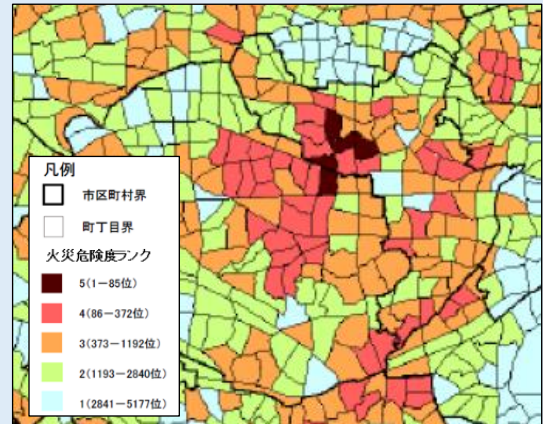 凡例
市区町村界
町丁目界
火災危険度ランク
5(1－85位)
4(86－372位)
3(373－1192位)
2(1193－2840位)
1(2841－5177位)